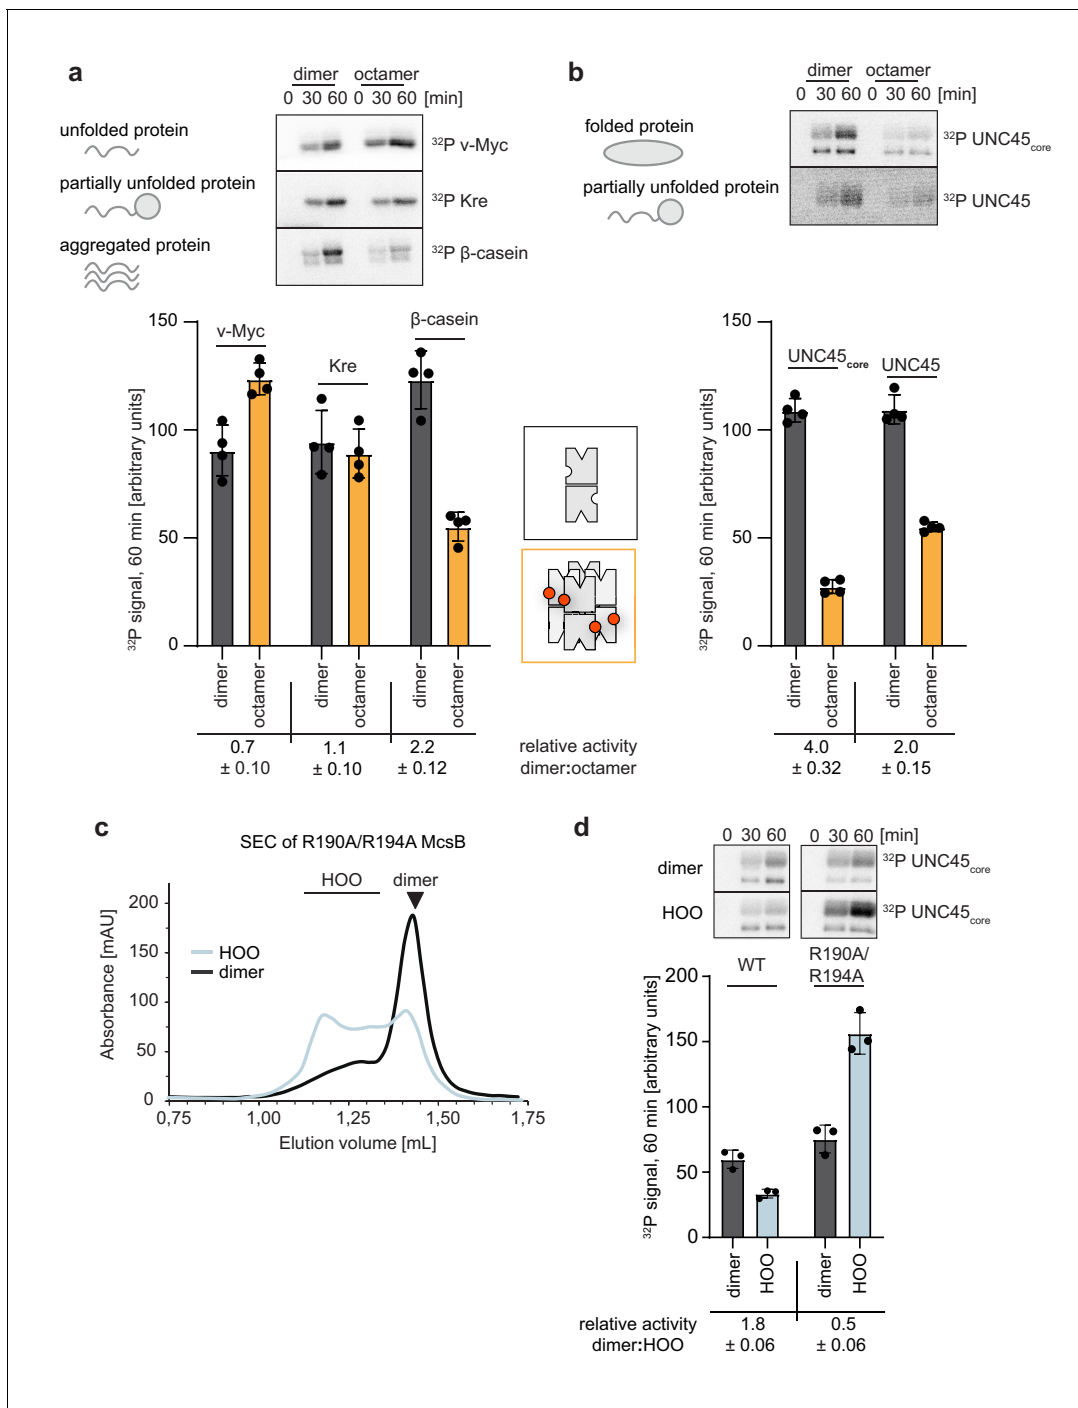 a
dimer octamer
0 30 60 0 30 60 [min]
unfolded protein
partially unfolded protein
aggregated protein
32P v-Myc
32P Kre
32P β-casein
b
dimer octamer
0 30 60 0 30 60 [min]
folded protein
partially unfolded protein
32P UNC45core
32P UNC45
32P signal, 60 min [arbitrary units]
150
100
50
0
v-Myc
Kre
β-casein
dimer octamer dimer octamer dimer octamer
0.7 1.1 2.2
± 0.10 ± 0.10 ± 0.12
relative activity
dimer:octamer
32P signal, 60 min [arbitrary units]
150
100
50
0
UNC45core
UNC45
dimer octamer dimer octamer
4.0 2.0
± 0.32 ± 0.15
c
SEC of R190A/R194A McsB
HOO dimer
HOO
dimer
Absorbance [mAU]
200
150
100
50
0
0,75 1,00 1,25 1,50 1,75
Elution volume [mL]
d
0 30 60 0 30 60 [min]
dimer
32P UNC45core
HOO
32P UNC45core
WT
R190A/
R194A
32P signal, 60 min [arbitrary units]
200
150
100
50
0
dimer HOO dimer HOO
relative activity
dimer:HOO
1.8 0.5
± 0.06 ± 0.06